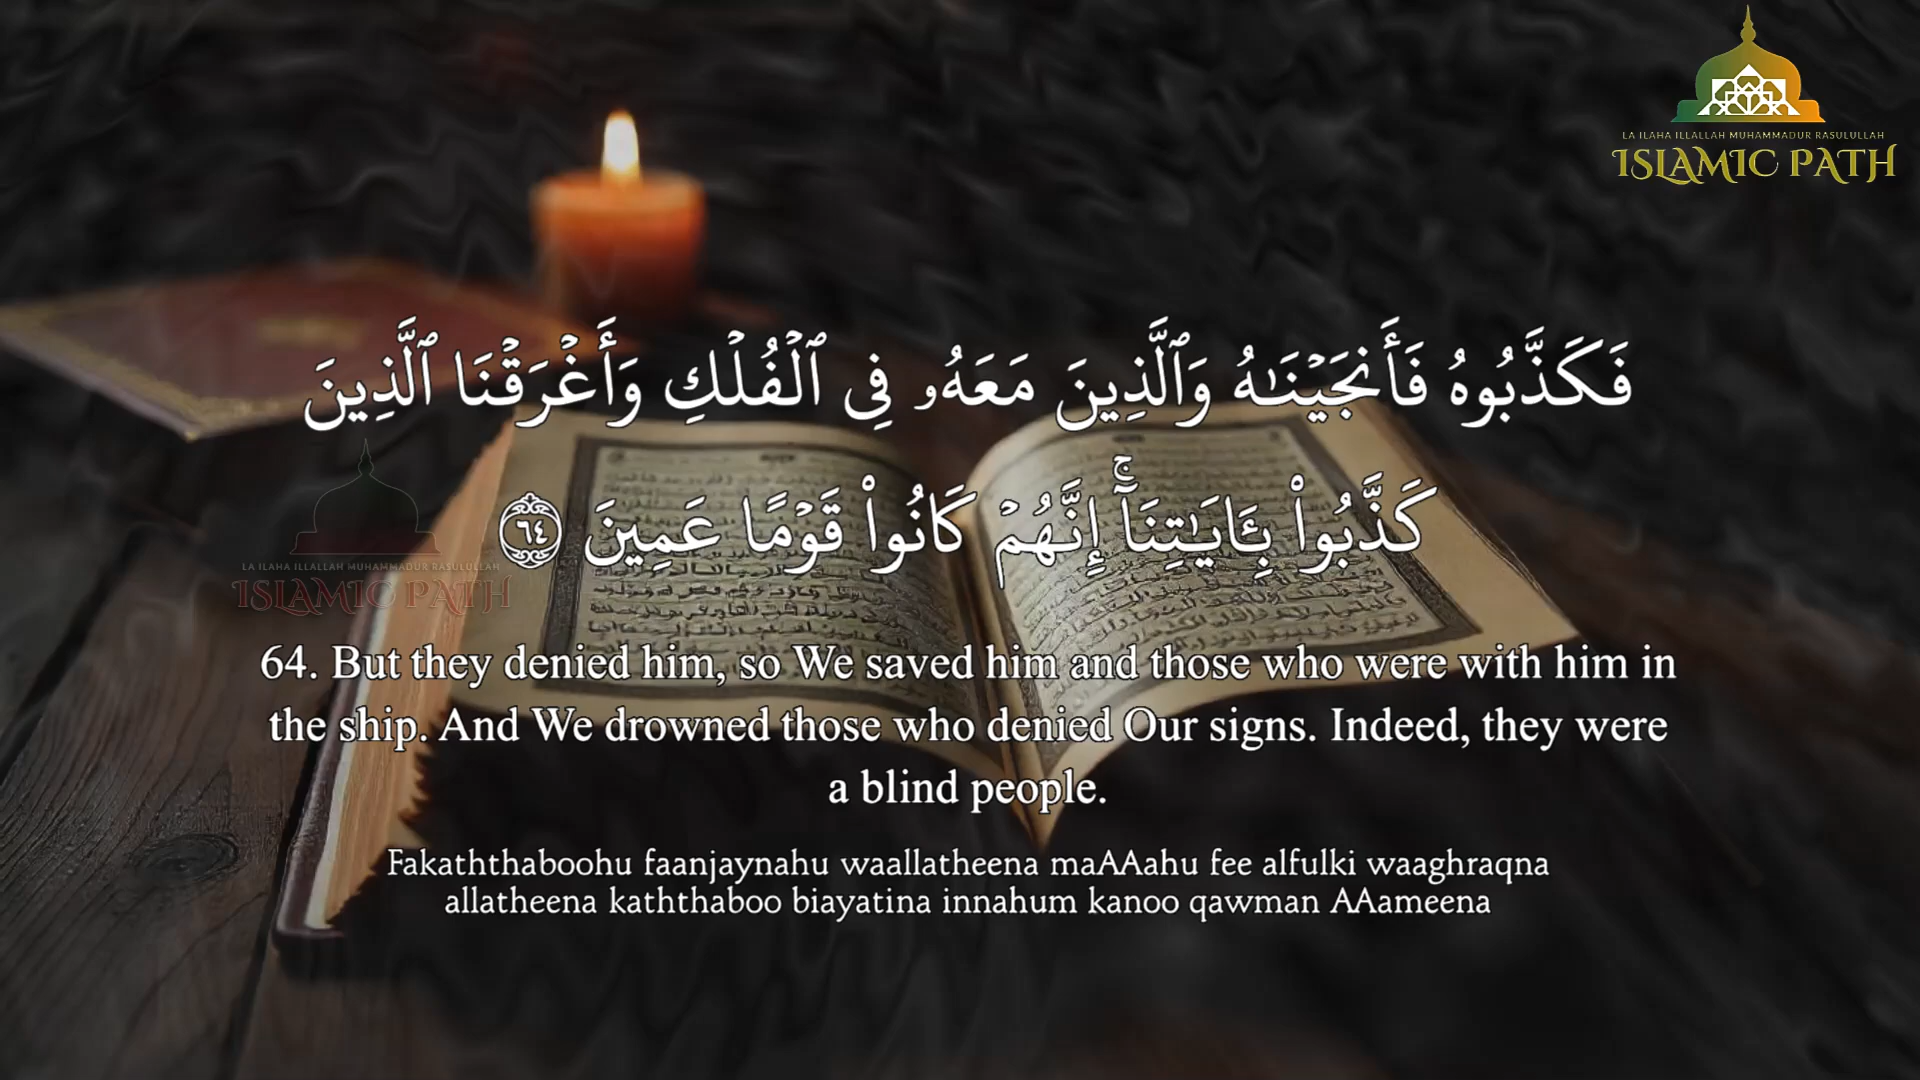 LA ILAHA ILLALLAH MUHAMMADUR RASULULLAH
ISLAMIC PATH
فَكَذَّبُوهُ فَأَنجَيْنَـٰهُ وَٱلَّذِينَ مَعَهُۥ فِى ٱلْفُلْكِ وَأَغْرَقْنَا ٱلَّذِينَ
كَذَّبُوا۟ بِـَٔايَـٰتِنَآ ۚ إِنَّهُمْ كَانُوا۟ قَوْمًا عَمِينَ ٦٤
LA ILAHA ILLALLAH MUHAMMADUR RASULULLAH
ISLAMIC PATH
64. But they denied him, so We saved him and those who were with him in
the ship. And We drowned those who denied Our signs. Indeed, they were
a blind people.
Fakaththaboohu faanjaynahu waallatheena maAAahu fee alfulki waaghraqna
allatheena kaththaboo biayatina innahum kanoo qawman AAameena